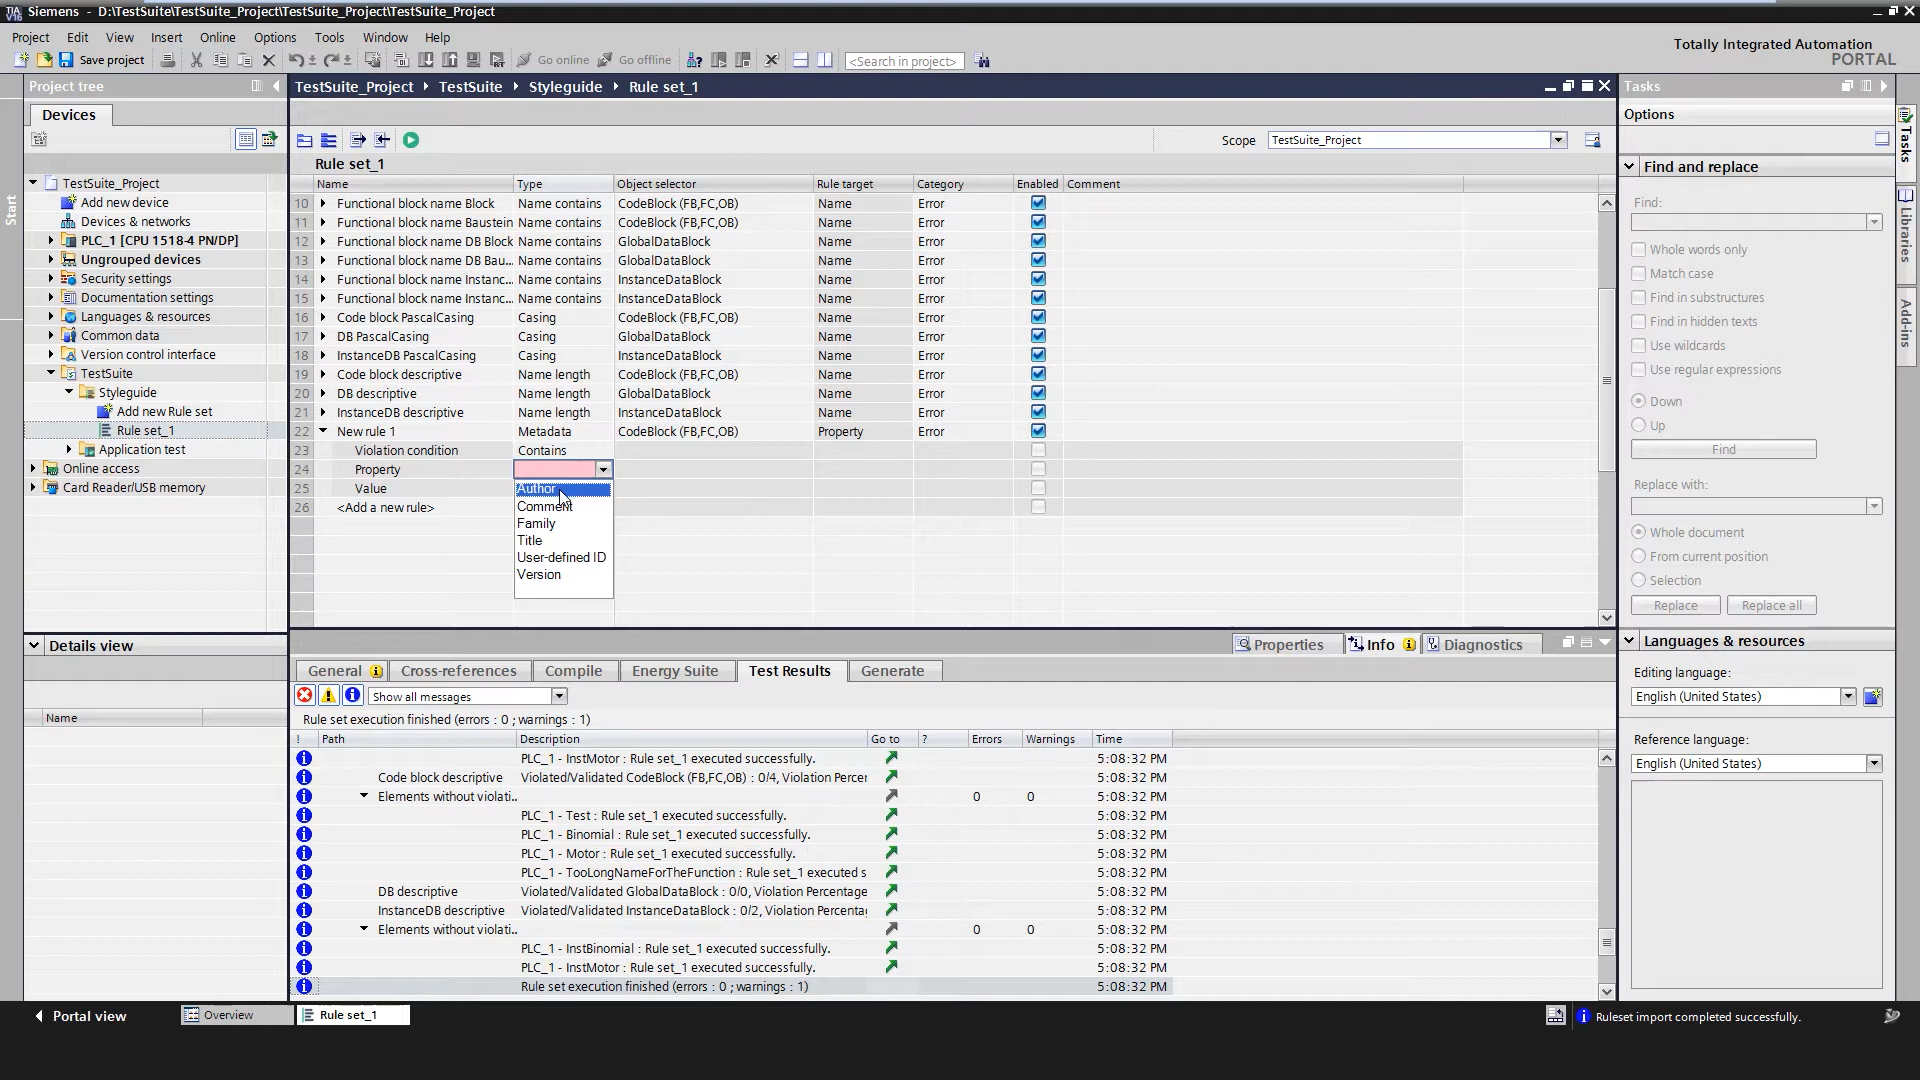 Siemens - D:\TestSuite\TestSuite_Project\TestSuite_Project\TestSuite_Project
Project Edit View Insert Online Options Tools Window Help
Totally Integrated Automation
PORTAL
Save project Go online Go offline <Search in project>
Project tree
TestSuite_Project TestSuite Styleguide Rule set_1
Tasks
Devices
Options
Scope TestSuite_Project
Rule set_1
Find and replace
Start
TestSuite_Project
Add new device
Devices & networks
PLC_1 [CPU 1518-4 PN/DP]
Ungrouped devices
Security settings
Documentation settings
Languages & resources
Common data
Version control interface
TestSuite
Styleguide
Add new Rule set
Rule set_1
Application test
Online access
Card Reader/USB memory
Details view
Name
Name Type Object selector Rule target Category Enabled Comment
10 Functional block name Block Name contains CodeBlock (FB,FC,OB) Name Error
11 Functional block name Baustein Name contains CodeBlock (FB,FC,OB) Name Error
12 Functional block name DB Block Name contains GlobalDataBlock Name Error
13 Functional block name DB Bau... Name contains GlobalDataBlock Name Error
14 Functional block name Instanc... Name contains InstanceDataBlock Name Error
15 Functional block name Instanc... Name contains InstanceDataBlock Name Error
16 Code block PascalCasing Casing CodeBlock (FB,FC,OB) Name Error
17 DB PascalCasing Casing GlobalDataBlock Name Error
18 InstanceDB PascalCasing Casing InstanceDataBlock Name Error
19 Code block descriptive Name length CodeBlock (FB,FC,OB) Name Error
20 DB descriptive Name length GlobalDataBlock Name Error
21 InstanceDB descriptive Name length InstanceDataBlock Name Error
22 New rule 1 Metadata CodeBlock (FB,FC,OB) Property Error
23 Violation condition Contains
24 Property
25 Value
26 <Add a new rule>
Author
Comment
Family
Title
User-defined ID
Version
Properties Info Diagnostics
General Cross-references Compile Energy Suite Test Results Generate
Show all messages
Rule set execution finished (errors : 0 ; warnings : 1)
! Path Description Go to ? Errors Warnings Time
PLC_1 - InstMotor : Rule set_1 executed successfully. 5:08:32 PM
Code block descriptive Violated/Validated CodeBlock (FB,FC,OB) : 0/4, Violation Percer 5:08:32 PM
Elements without violati.. 0 0 5:08:32 PM
PLC_1 - Test : Rule set_1 executed successfully. 5:08:32 PM
PLC_1 - Binomial : Rule set_1 executed successfully. 5:08:32 PM
PLC_1 - Motor : Rule set_1 executed successfully. 5:08:32 PM
PLC_1 - TooLongNameForTheFunction : Rule set_1 executed s 5:08:32 PM
DB descriptive Violated/Validated GlobalDataBlock : 0/0, Violation Percentage 5:08:32 PM
InstanceDB descriptive Violated/Validated InstanceDataBlock : 0/2, Violation Percenta 5:08:32 PM
Elements without violati.. 0 0 5:08:32 PM
PLC_1 - InstBinomial : Rule set_1 executed successfully. 5:08:32 PM
PLC_1 - InstMotor : Rule set_1 executed successfully. 5:08:32 PM
Rule set execution finished (errors : 0 ; warnings : 1) 5:08:32 PM
Find:
Whole words only
Match case
Find in substructures
Find in hidden texts
Use wildcards
Use regular expressions
Down
Up
Find
Replace with:
Whole document
From current position
Selection
Replace Replace all
Languages & resources
Editing language:
English (United States)
Reference language:
English (United States)
Tasks
Libraries
Add-ins
Portal view Overview Rule set_1 Ruleset import completed successfully.